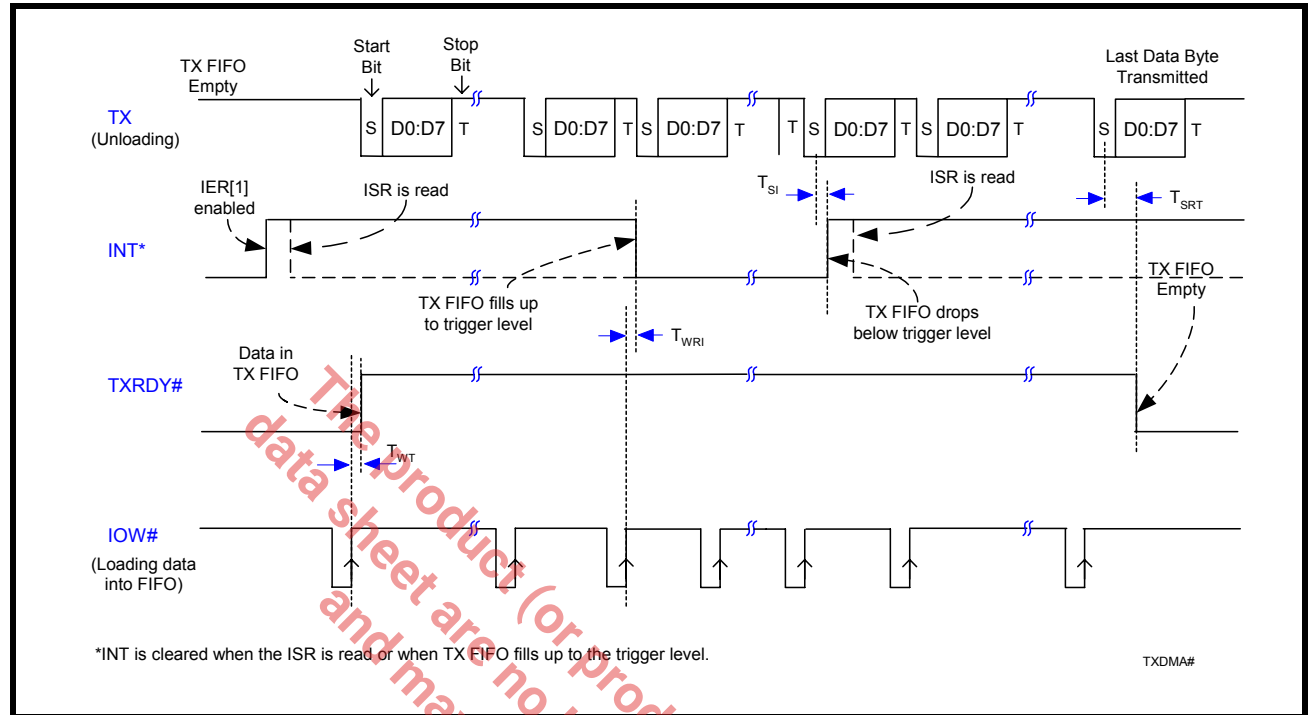 TX FIFO
Empty
Start
Bit
Stop
Bit
Last Data Byte
Transmitted
TX
(Unloading)
S D0:D7 T S D0:D7 T S D0:D7 T T S D0:D7 T S D0:D7 T S D0:D7 T
IER[1]
enabled
ISR is read
TSI
ISR is read
TSRT
INT*
TX FIFO fills up
to trigger level
TX FIFO drops
below trigger level
TX FIFO
Empty
TWRI
Data in
TX FIFO
TXRDY#
TWT
IOW#
(Loading data
into FIFO)
*INT is cleared when the ISR is read or when TX FIFO fills up to the trigger level.
TXDMA#
The product (or prod
data sheet are no
and ma